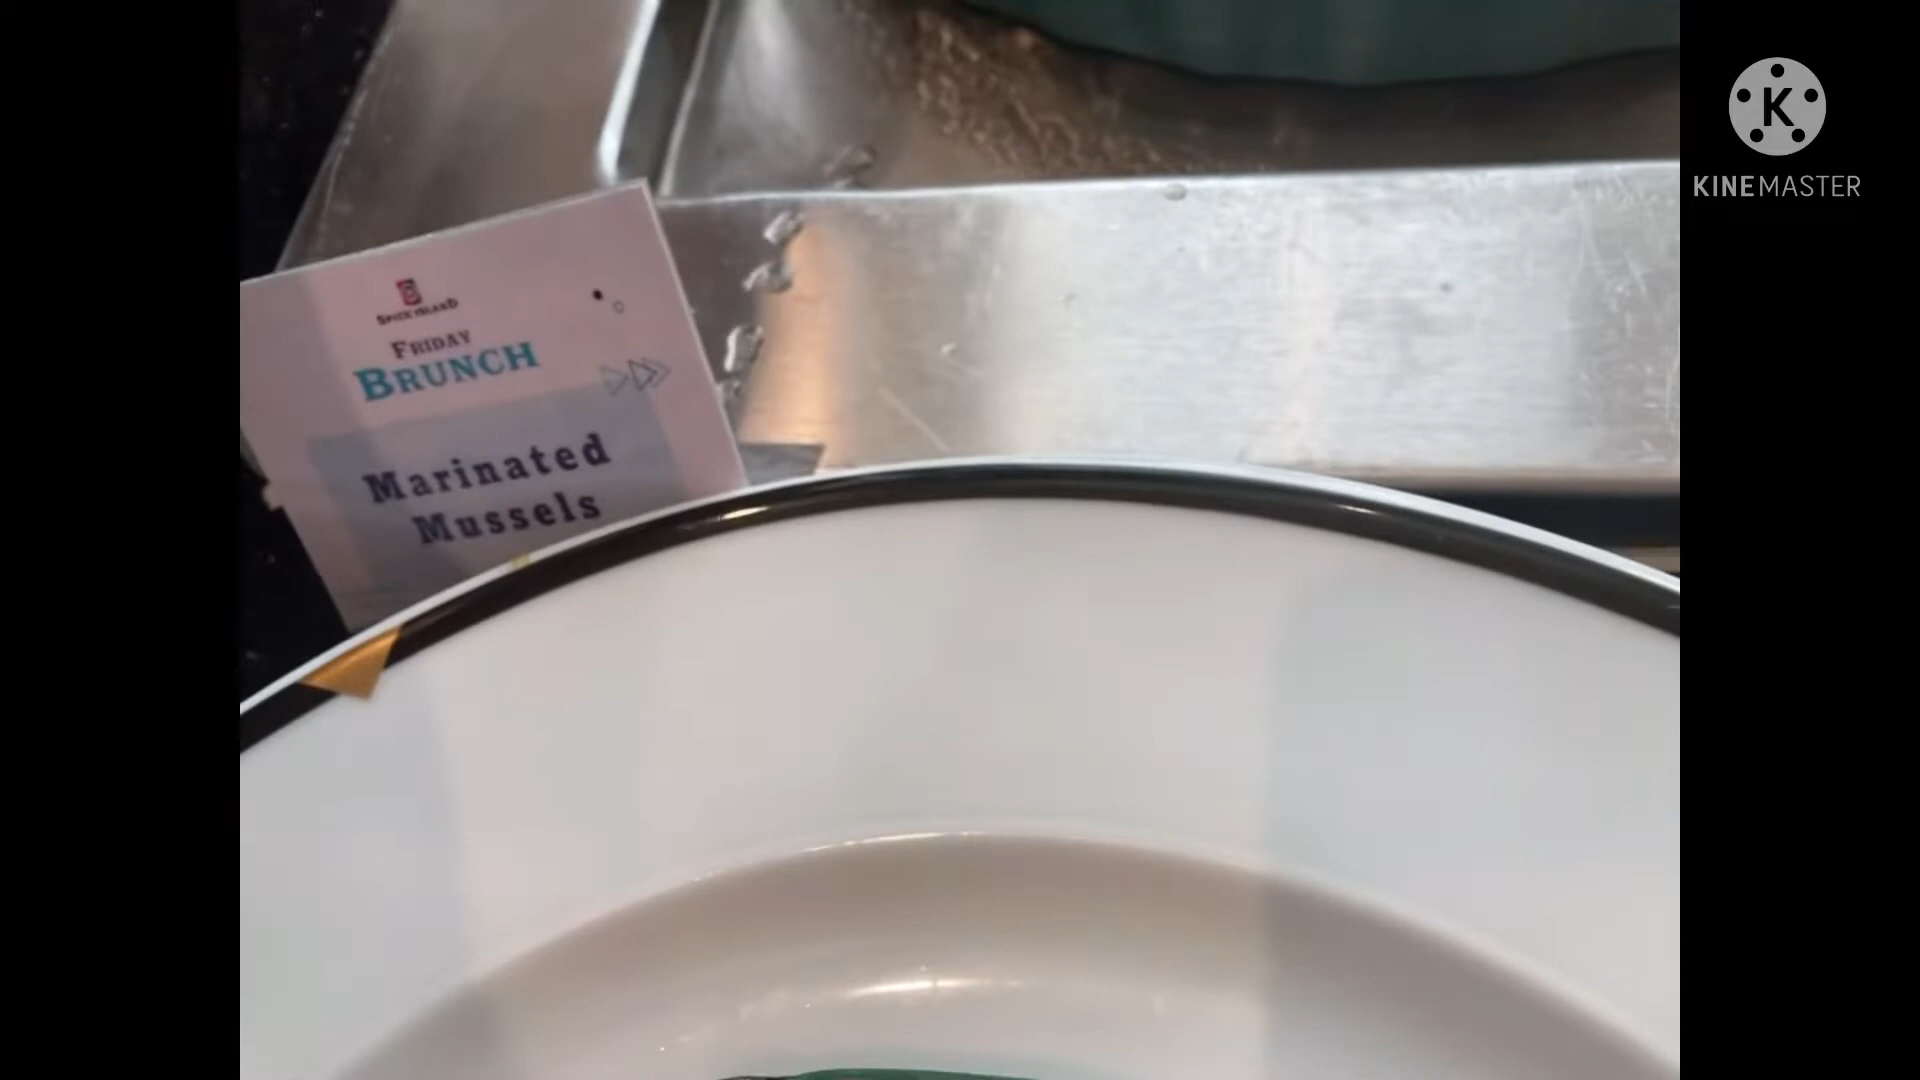 SPICE ISLAND
FRIDAY
BRUNCH
Marinated
Mussels
K
KINEMASTER